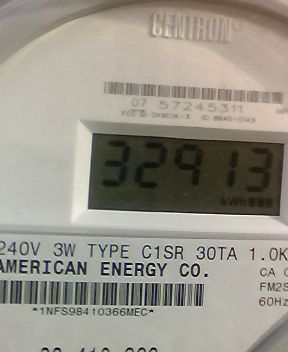 CENTRON
07 57245311
32913
kWh
240V 3W TYPE C1SR 30TA 1.0K
AMERICAN ENERGY CO.
CA
FM2S
60Hz
*1NFS98410366MEC*